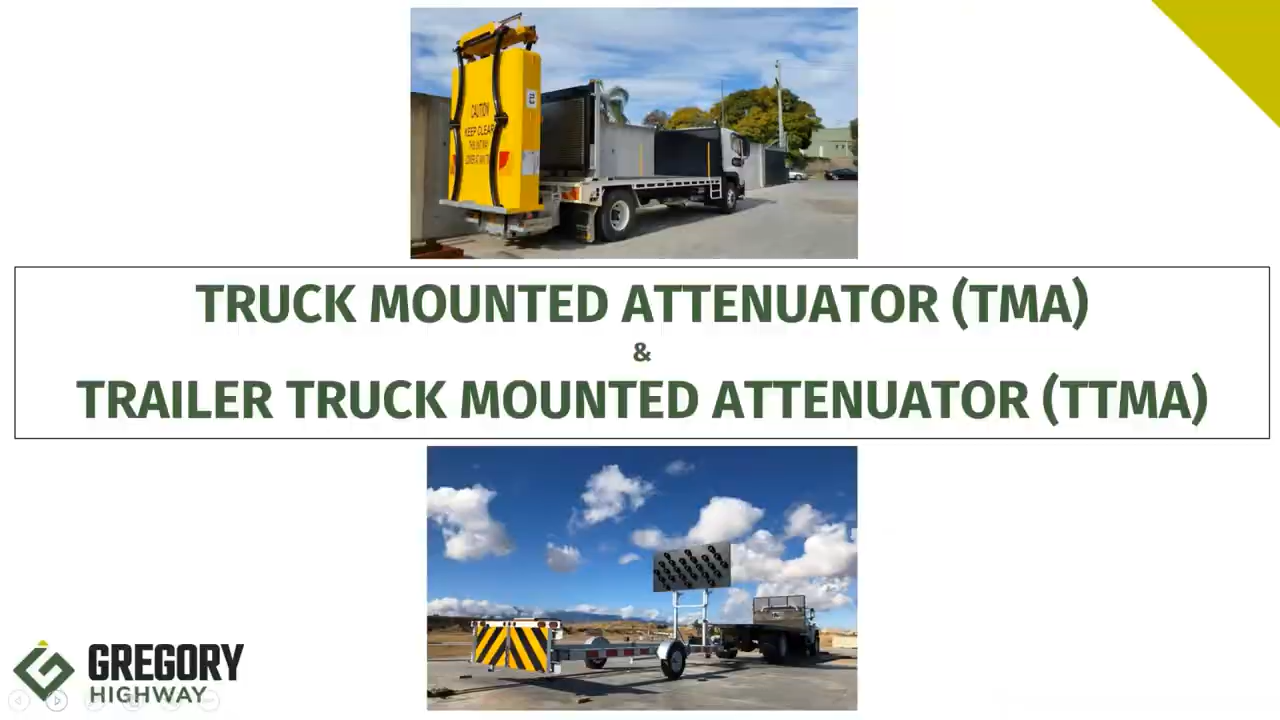 CAUTION
KEEP CLEAR
TRUCK MOUNTED ATTENUATOR (TMA)
&
TRAILER TRUCK MOUNTED ATTENUATOR (TTMA)
GREGORY
HIGHWAY